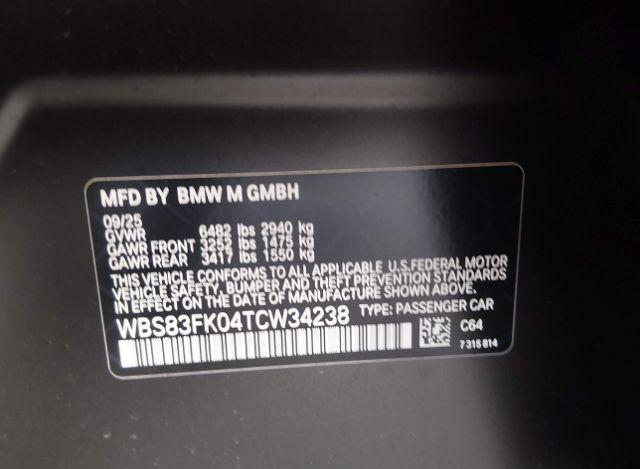 MFD BY BMW M GMBH
09/25
GVWR 6482 lbs 2940 kg
GAWR FRONT 3252 lbs 1475 kg
GAWR REAR 3417 lbs 1550 kg
THIS VEHICLE CONFORMS TO ALL APPLICABLE U.S.FEDERAL MOTOR
VEHICLE SAFETY, BUMPER AND THEFT PREVENTION STANDARDS
IN EFFECT ON THE DATE OF MANUFACTURE SHOWN ABOVE.
WBS83FK04TCW34238 TYPE: PASSENGER CAR
C64
7315814